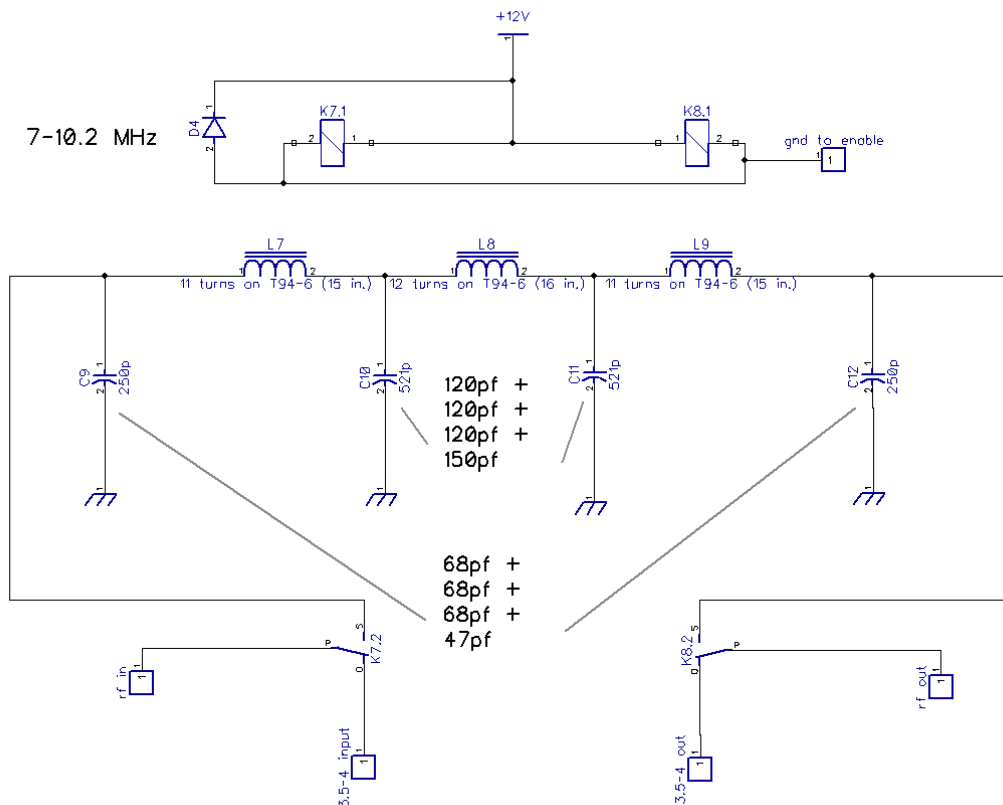 +12V
1
7-10.2 MHz
D4
1
2
K7.1
2
1
K8.1
1
2
gnd to enable
1
1
L7
1
2
11 turns on T94-6 (15 in.)
L8
1
2
12 turns on T94-6 (16 in.)
L9
1
2
11 turns on T94-6 (15 in.)
C9
1
2
250p
1
C10
1
2
521p
1
C11
1
2
521p
1
C12
1
2
250p
1
120pf +
120pf +
120pf +
150pf
68pf +
68pf +
68pf +
47pf
S
P
O
K7.2
rf in
1
1
3.5-4 input
1
1
S
P
O
K8.2
rf out
1
1
3.5-4 out
1
1